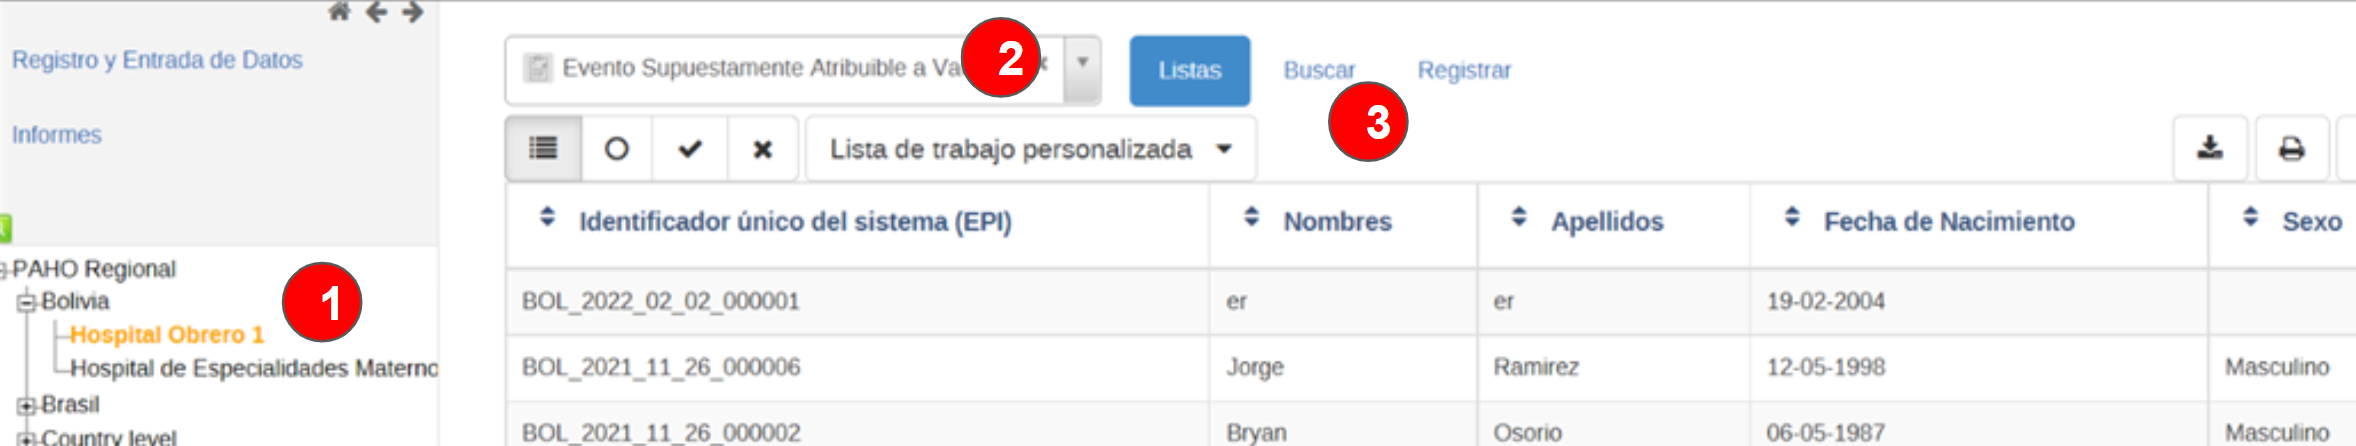 Registro y Entrada de Datos
Informes
PAHO Regional
Bolivia
1
Hospital Obrero 1
Hospital de Especialidades Materno
Brasil
Country level
Evento Supuestamente Atribuible a Va
2
Listas
Buscar
Registrar
3
Lista de trabajo personalizada
Identificador único del sistema (EPI) Nombres Apellidos Fecha de Nacimiento Sexo
BOL_2022_02_02_000001 er er 19-02-2004
BOL_2021_11_26_000006 Jorge Ramirez 12-05-1998 Masculino
BOL_2021_11_26_000002 Bryan Osorio 06-05-1987 Masculino